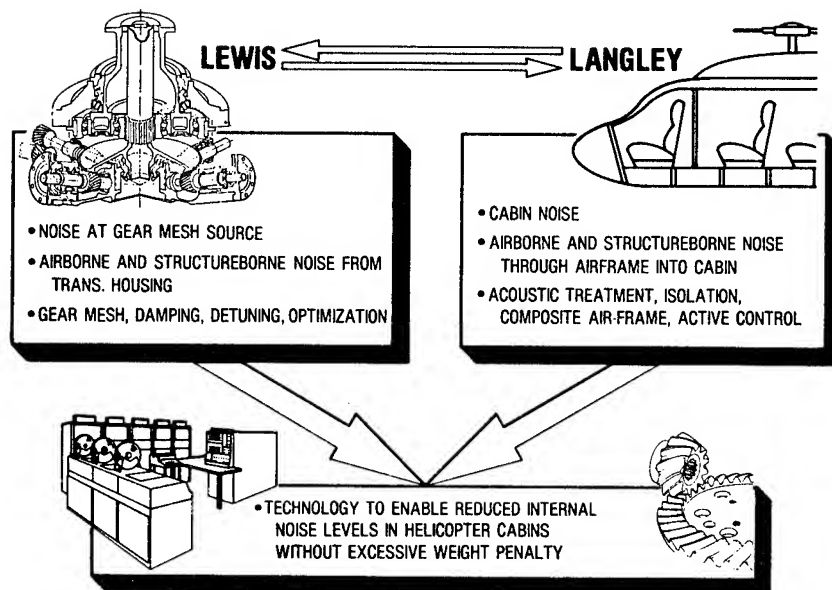 LEWIS
LANGLEY
• NOISE AT GEAR MESH SOURCE
• AIRBORNE AND STRUCTUREBORNE NOISE FROM
TRANS. HOUSING
• GEAR MESH, DAMPING, DETUNING, OPTIMIZATION
• CABIN NOISE
• AIRBORNE AND STRUCTUREBORNE NOISE
THROUGH AIRFRAME INTO CABIN
• ACOUSTIC TREATMENT, ISOLATION,
COMPOSITE AIR-FRAME, ACTIVE CONTROL
• TECHNOLOGY TO ENABLE REDUCED INTERNAL
NOISE LEVELS IN HELICOPTER CABINS
WITHOUT EXCESSIVE WEIGHT PENALTY